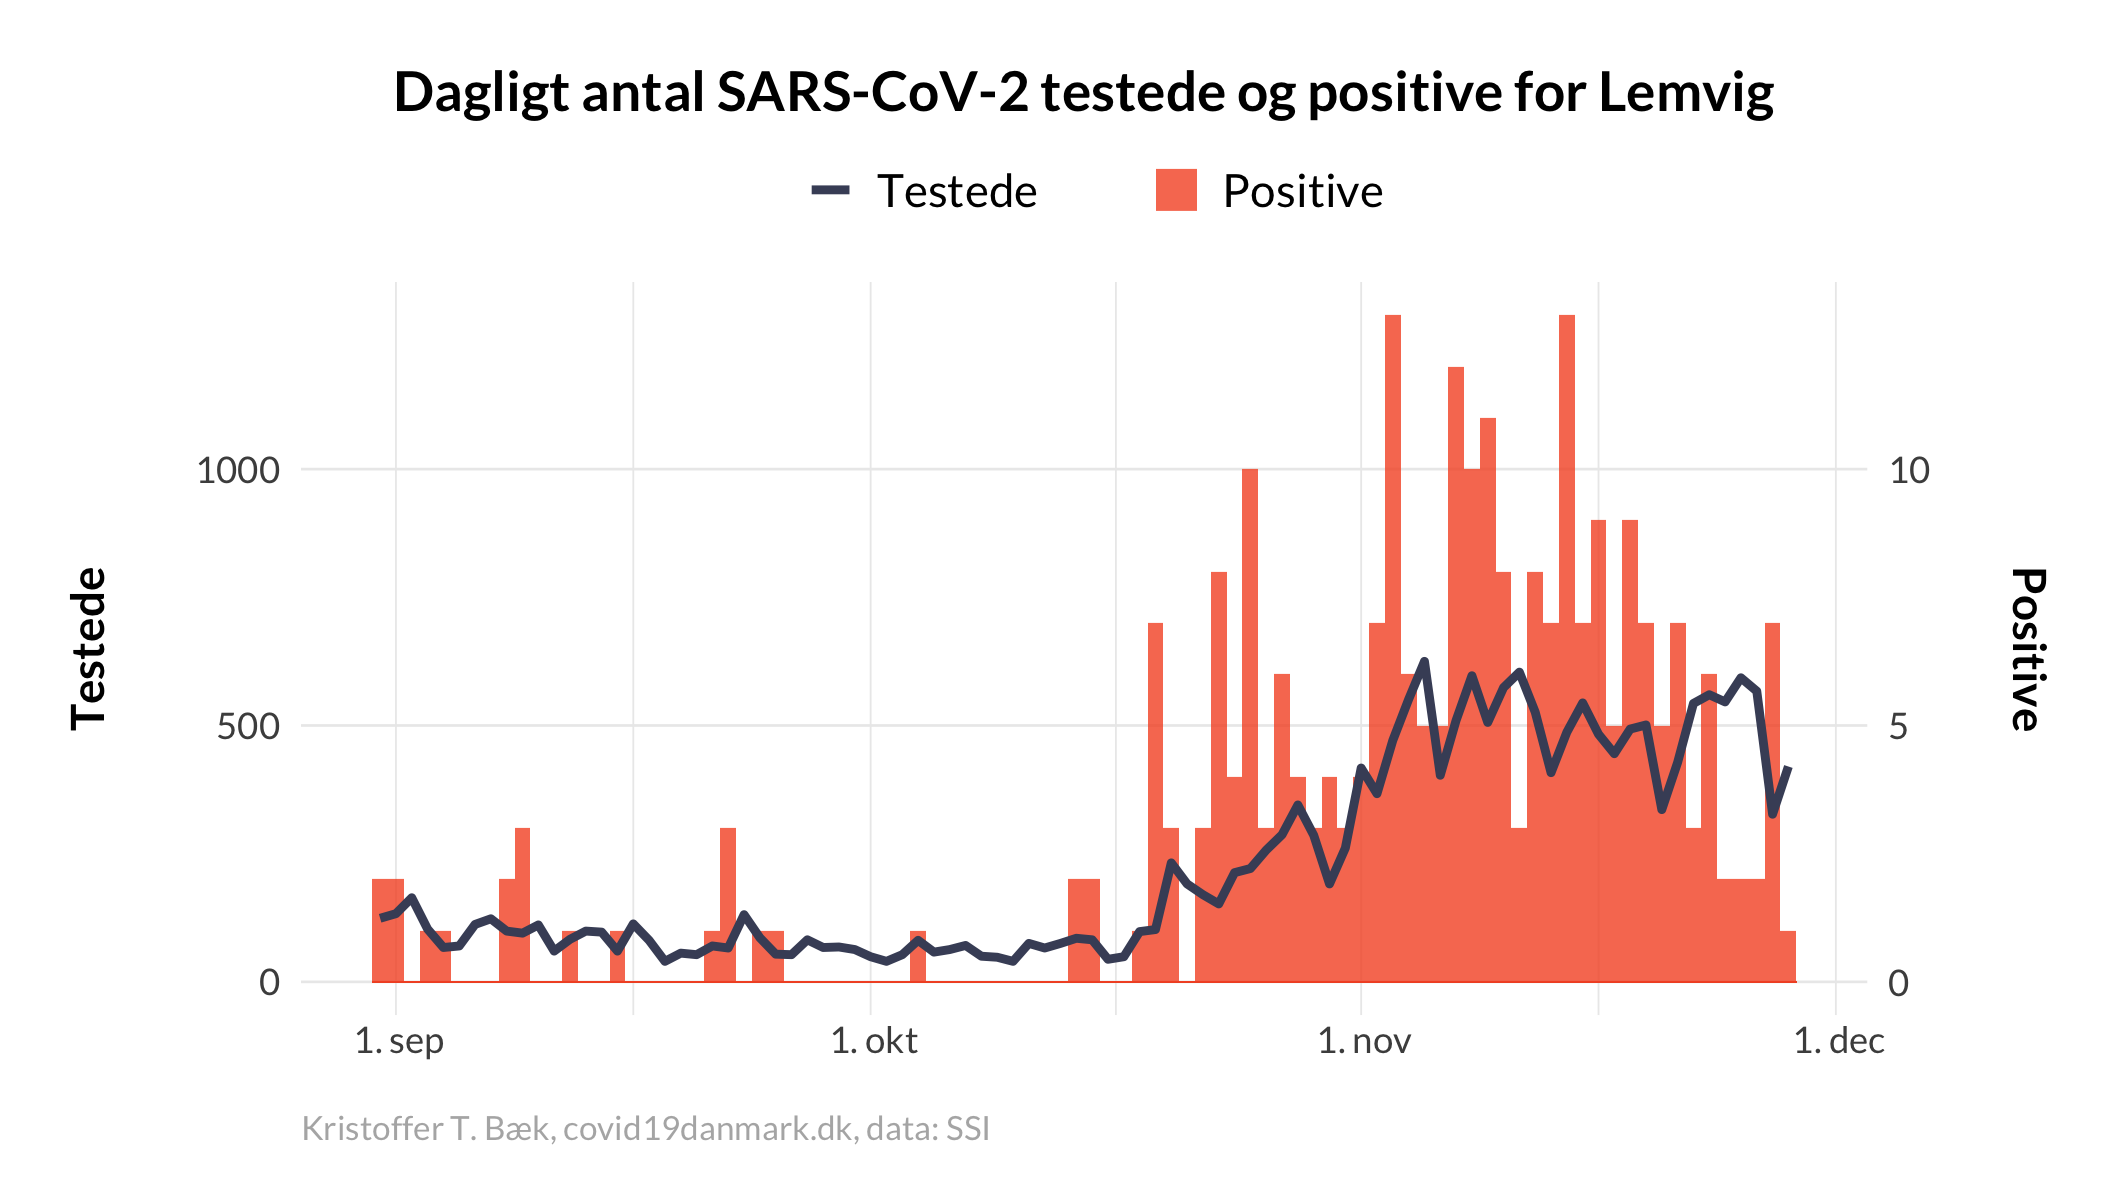 Dagligt antal SARS-CoV-2 testede og positive for Lemvig
Testede Positive
Testede
1000
500
0
10
5
0
Positive
1. sep 1. okt 1. nov 1. dec
Kristoffer T. Bæk, covid19danmark.dk, data: SSI